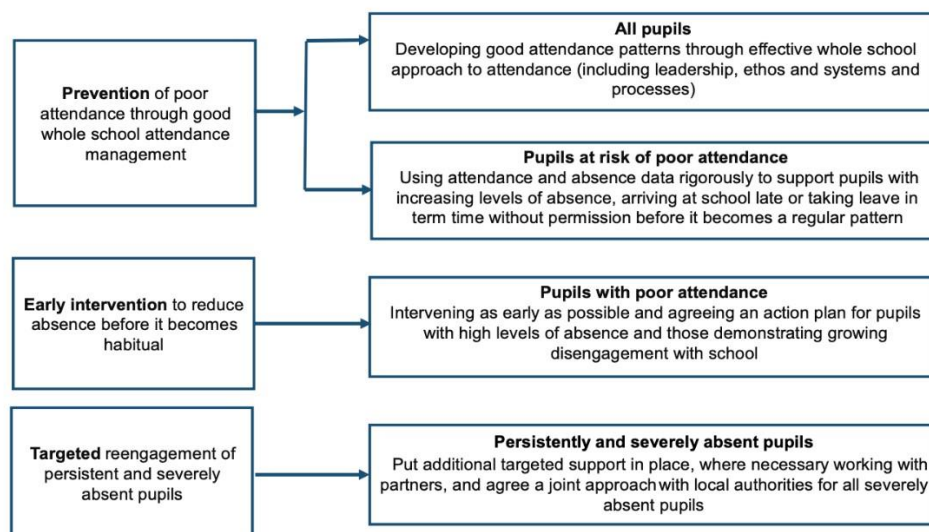 Prevention of poor
attendance through good
whole school attendance
management
All pupils
Developing good attendance patterns through effective whole school
approach to attendance (including leadership, ethos and systems and
processes)
Pupils at risk of poor attendance
Using attendance and absence data rigorously to support pupils with
increasing levels of absence, arriving at school late or taking leave in
term time without permission before it becomes a regular pattern
Early intervention to reduce
absence before it becomes
habitual
Pupils with poor attendance
Intervening as early as possible and agreeing an action plan for pupils
with high levels of absence and those demonstrating growing
disengagement with school
Targeted reengagement of
persistent and severely
absent pupils
Persistently and severely absent pupils
Put additional targeted support in place, where necessary working with
partners, and agree a joint approach with local authorities for all severely
absent pupils